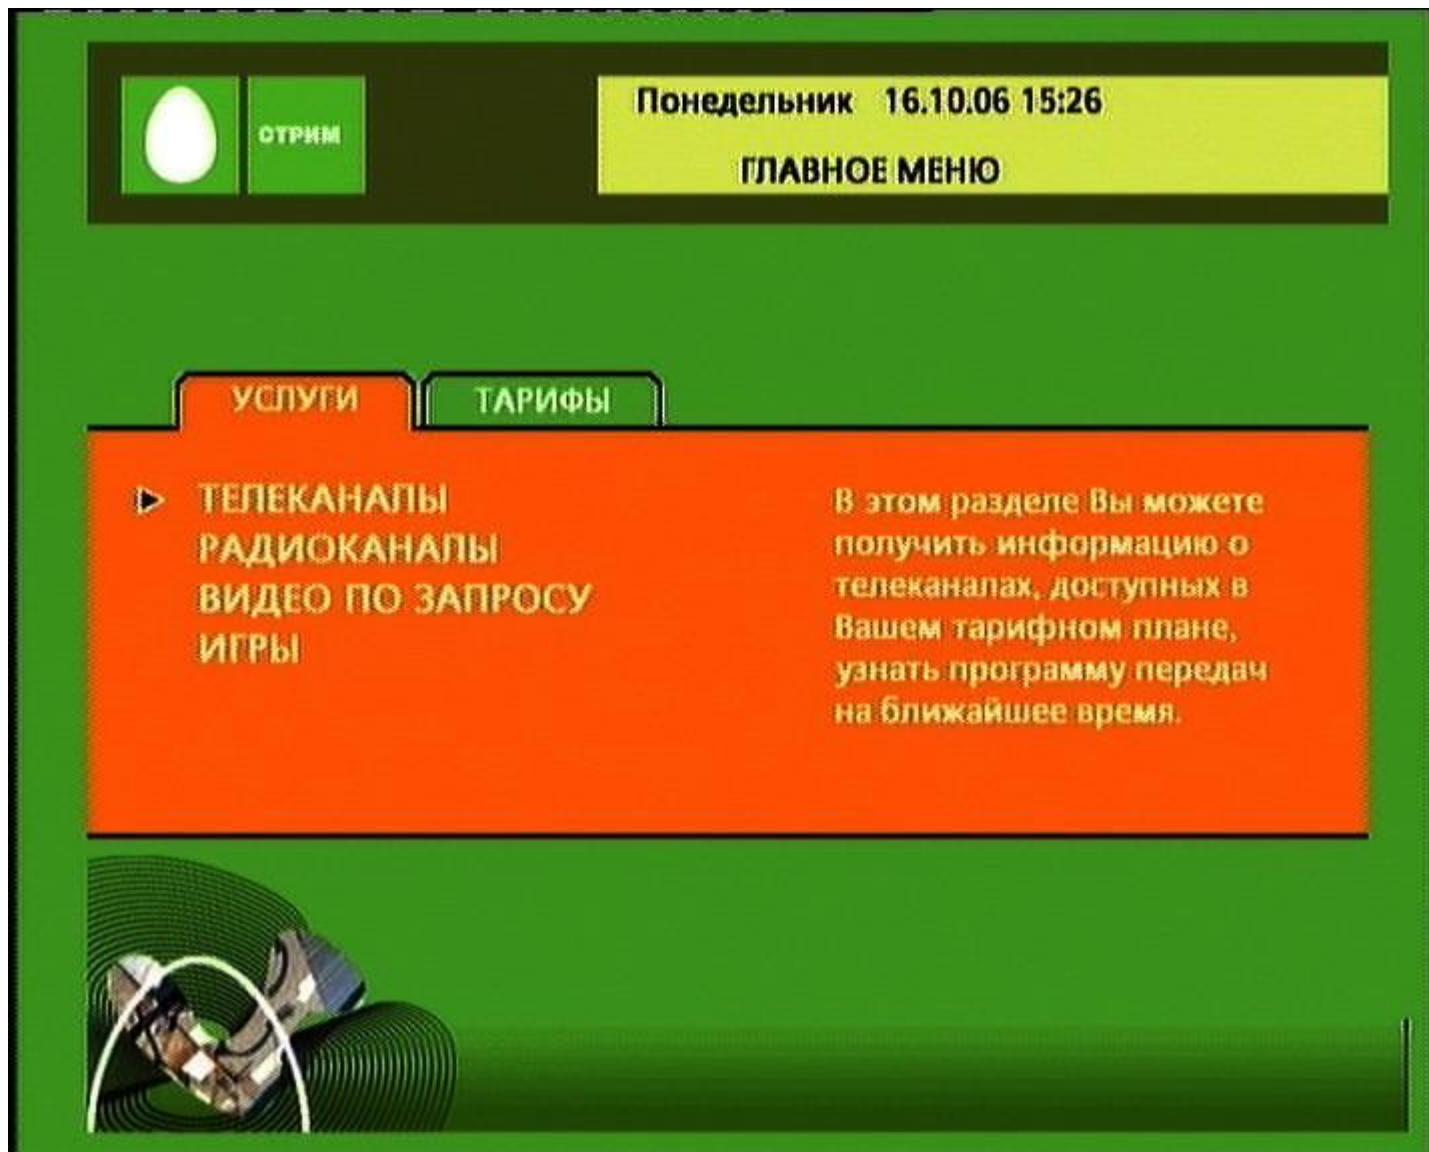 СТРИМ
Понедельник 16.10.06 15:26
ГЛАВНОЕ МЕНЮ
УСЛУГИ ТАРИФЫ
ТЕЛЕКАНАЛЫ
РАДИОКАНАЛЫ
ВИДЕО ПО ЗАПРОСУ
ИГРЫ
В этом разделе Вы можете
получить информацию о
телеканалах, доступных в
Вашем тарифном плане,
узнать программу передач
на ближайшее время.